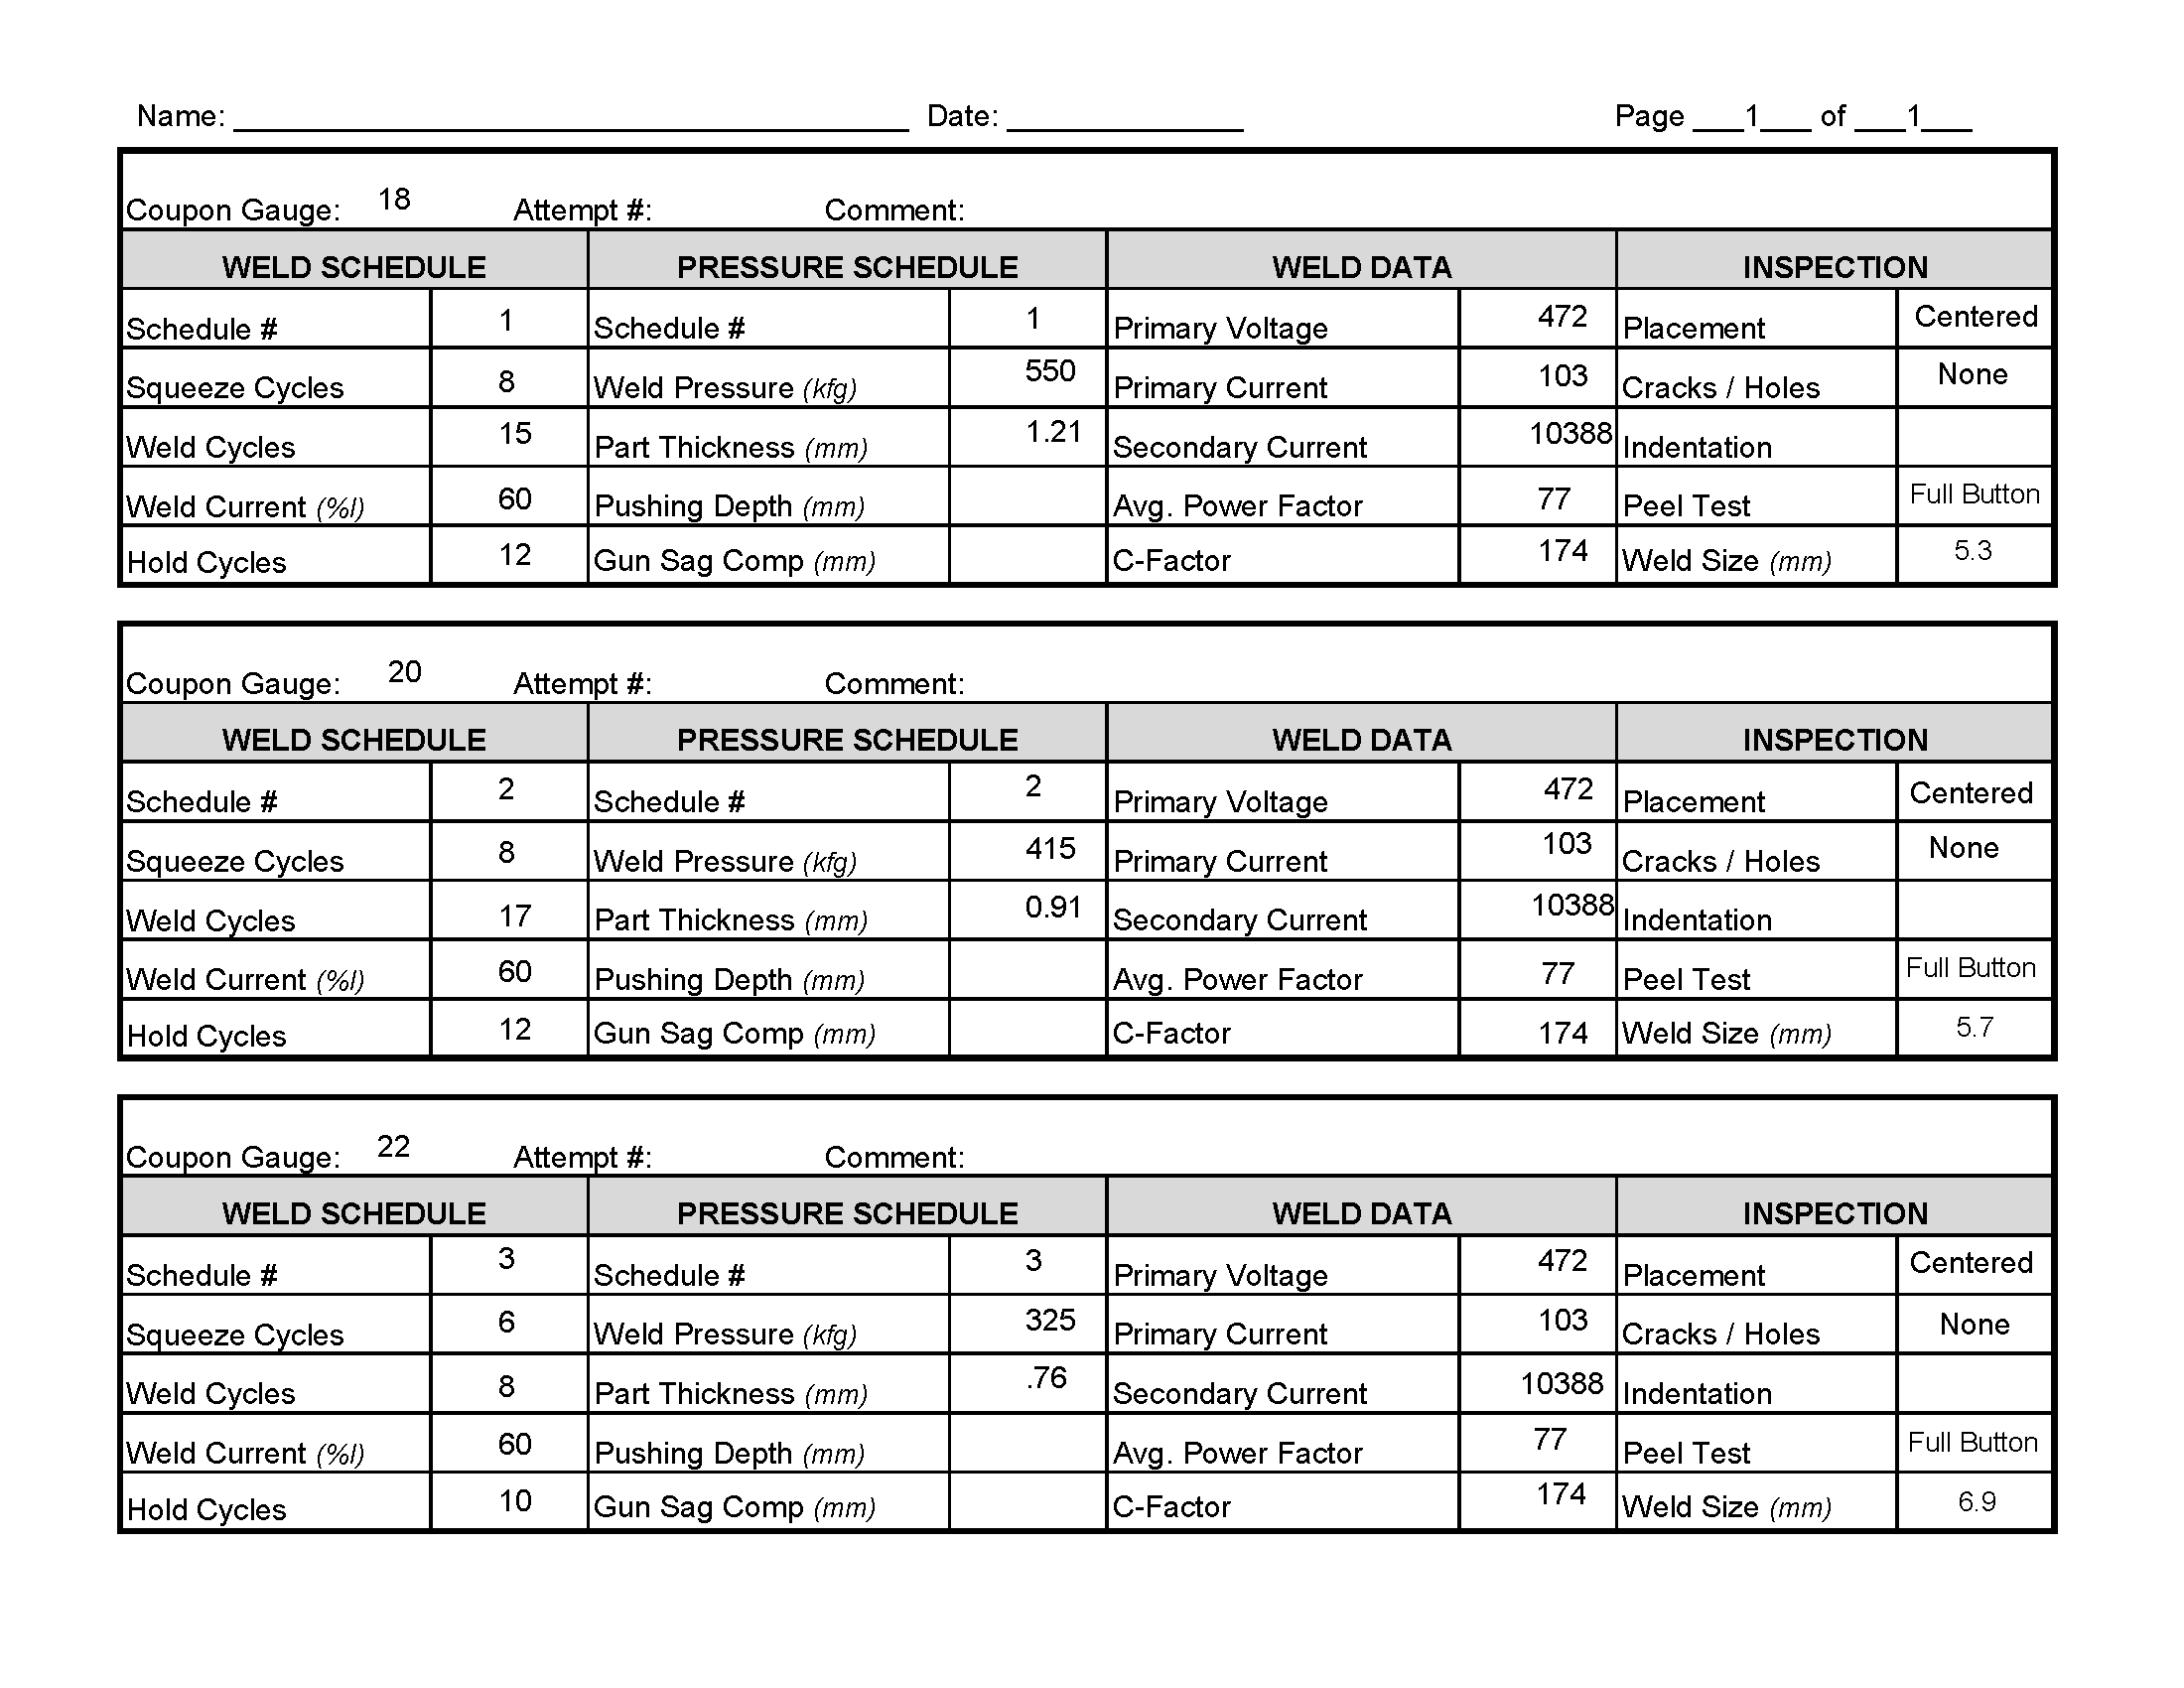 Name: ______________________ Date: ______________ Page ___1___ of ___1___
Coupon Gauge: 18 Attempt #: Comment:
WELD SCHEDULE PRESSURE SCHEDULE WELD DATA INSPECTION
Schedule # 1 Schedule # 1 Primary Voltage 472 Placement Centered
Squeeze Cycles 8 Weld Pressure (kfg) 550 Primary Current 103 Cracks / Holes None
Weld Cycles 15 Part Thickness (mm) 1.21 Secondary Current 10388 Indentation
Weld Current (%l) 60 Pushing Depth (mm) Avg. Power Factor 77 Peel Test Full Button
Hold Cycles 12 Gun Sag Comp (mm) C-Factor 174 Weld Size (mm) 5.3
Coupon Gauge: 20 Attempt #: Comment:
WELD SCHEDULE PRESSURE SCHEDULE WELD DATA INSPECTION
Schedule # 2 Schedule # 2 Primary Voltage 472 Placement Centered
Squeeze Cycles 8 Weld Pressure (kfg) 415 Primary Current 103 Cracks / Holes None
Weld Cycles 17 Part Thickness (mm) 0.91 Secondary Current 10388 Indentation
Weld Current (%l) 60 Pushing Depth (mm) Avg. Power Factor 77 Peel Test Full Button
Hold Cycles 12 Gun Sag Comp (mm) C-Factor 174 Weld Size (mm) 5.7
Coupon Gauge: 22 Attempt #: Comment:
WELD SCHEDULE PRESSURE SCHEDULE WELD DATA INSPECTION
Schedule # 3 Schedule # 3 Primary Voltage 472 Placement Centered
Squeeze Cycles 6 Weld Pressure (kfg) 325 Primary Current 103 Cracks / Holes None
Weld Cycles 8 Part Thickness (mm) .76 Secondary Current 10388 Indentation
Weld Current (%l) 60 Pushing Depth (mm) Avg. Power Factor 77 Peel Test Full Button
Hold Cycles 10 Gun Sag Comp (mm) C-Factor 174 Weld Size (mm) 6.9